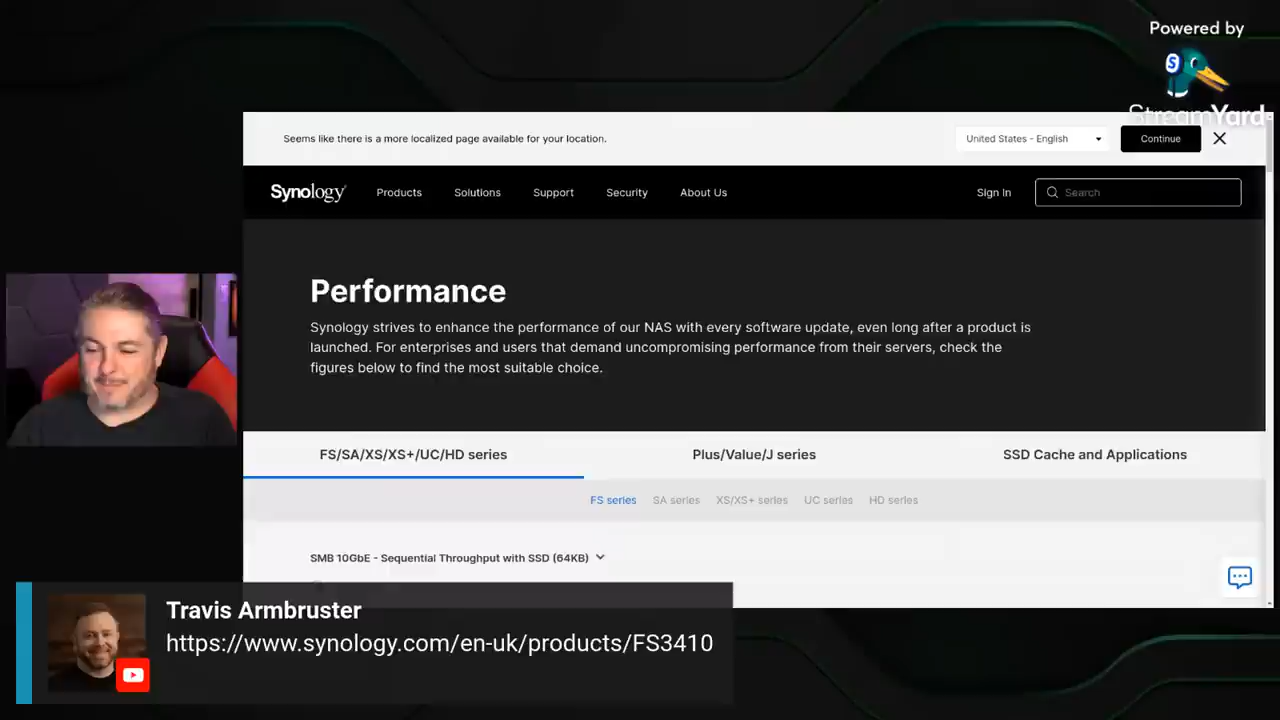 Powered by
StreamYard
Seems like there is a more localized page available for your location.
United States - English
Continue
Synology
Products
Solutions
Support
Security
About Us
Sign In
Search
Performance
Synology strives to enhance the performance of our NAS with every software update, even long after a product is
launched. For enterprises and users that demand uncompromising performance from their servers, check the
figures below to find the most suitable choice.
FS/SA/XS/XS+/UC/HD series
Plus/Value/J series
SSD Cache and Applications
FS series
SA series
XS/XS+ series
UC series
HD series
SMB 10GbE - Sequential Throughput with SSD (64KB)
Travis Armbruster
https://www.synology.com/en-uk/products/FS3410